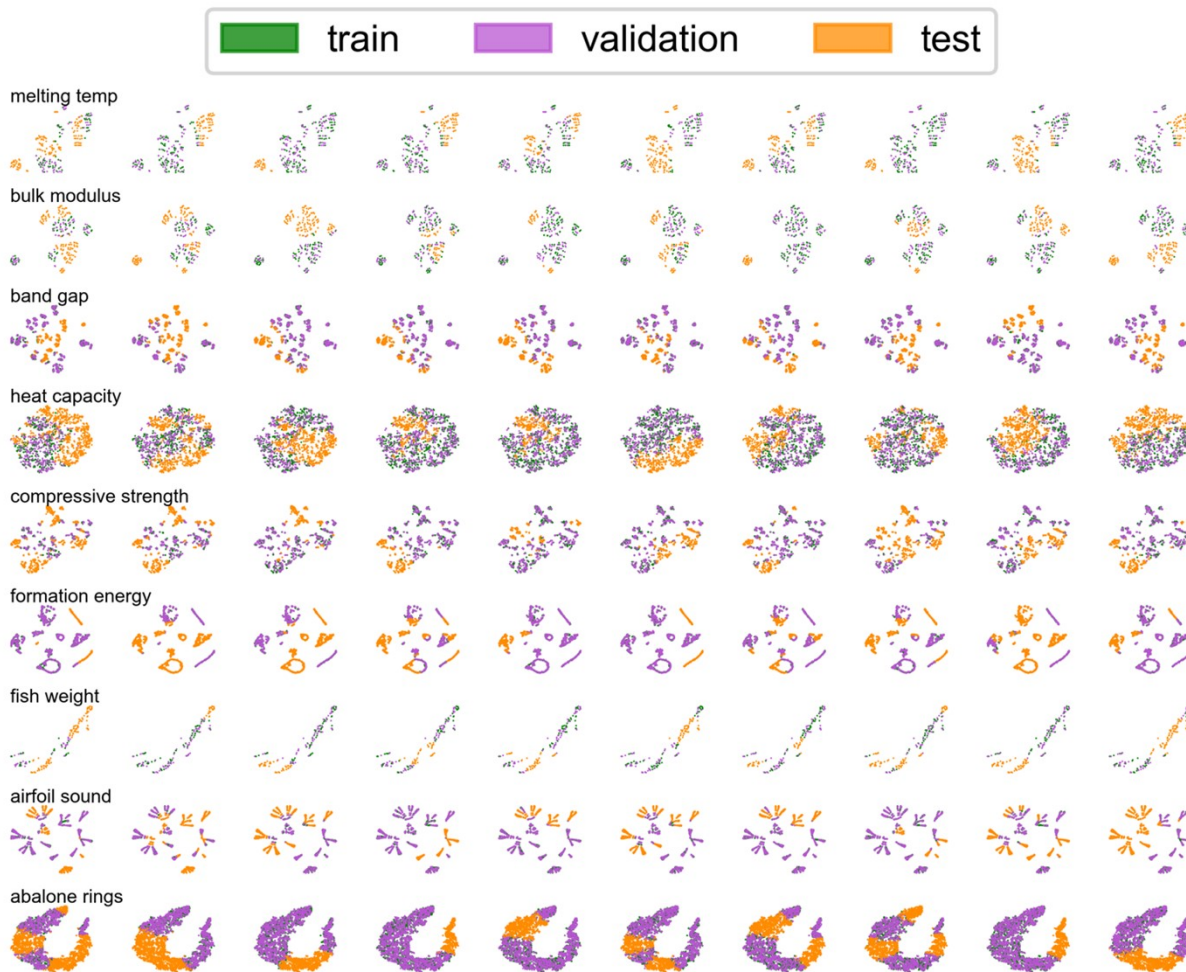 train validation test
melting temp
bulk modulus
band gap
heat capacity
compressive strength
formation energy
fish weight
airfoil sound
abalone rings